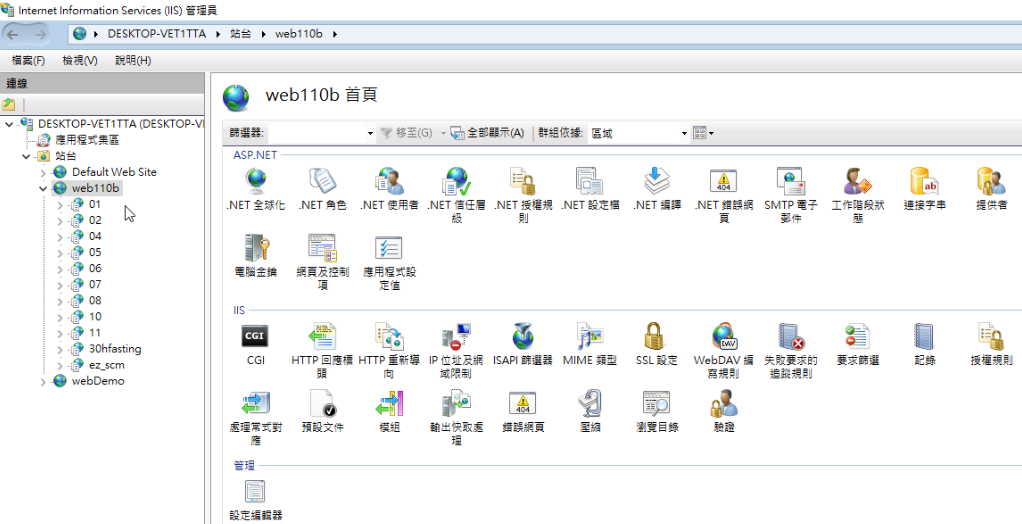 Internet Information Services (IIS) 管理員
DESKTOP-VET1TTA 站台 web110b
檔案(F) 檢視(V) 說明(H)
連線
DESKTOP-VET1TTA (DESKTOP-VI
應用程式集區
站台
Default Web Site
web110b
01
02
04
05
06
07
08
10
11
30hfasting
ez_scm
webDemo
web110b 首頁
篩選器: 移至(G) 全部顯示(A) 群組依據: 區域
ASP.NET
.NET 全球化
.NET 角色
.NET 使用者
.NET 信任層
級
.NET 授權規
則
.NET 設定檔
.NET 編譯
.NET 錯誤網
頁
SMTP 電子
郵件
工作階段狀
態
連接字串
提供者
電腦金鑰
網頁及控制
項
應用程式設
定值
IIS
CGI
CGI
HTTP 回應標
頭
HTTP 重新導
向
IP 位址及網
域限制
ISAPI 篩選器
MIME 類型
SSL 設定
DAV
WebDAV 編
寫規則
失敗要求的
追蹤規則
要求篩選
記錄
授權規則
處理常式對
應
預設文件
模組
輸出快取處
理
404
錯誤網頁
壓縮
瀏覽目錄
驗證
管理
設定編輯器
404
ab